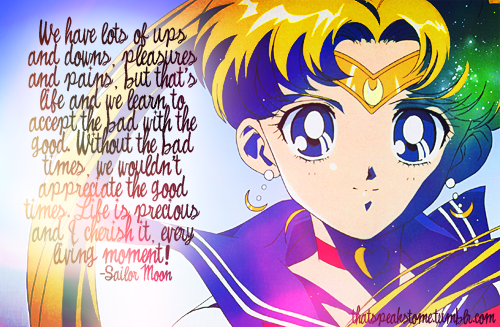 We have lots of ups
and downs, pleasures
and pains, but that's
life and we learn to
accept the bad with the
good. Without the bad
times, we wouldn't
appreciate the good
times. Life is precious
and I cherish it, every
living moment!
-Sailor Moon
thatspeakstome.tumblr.com